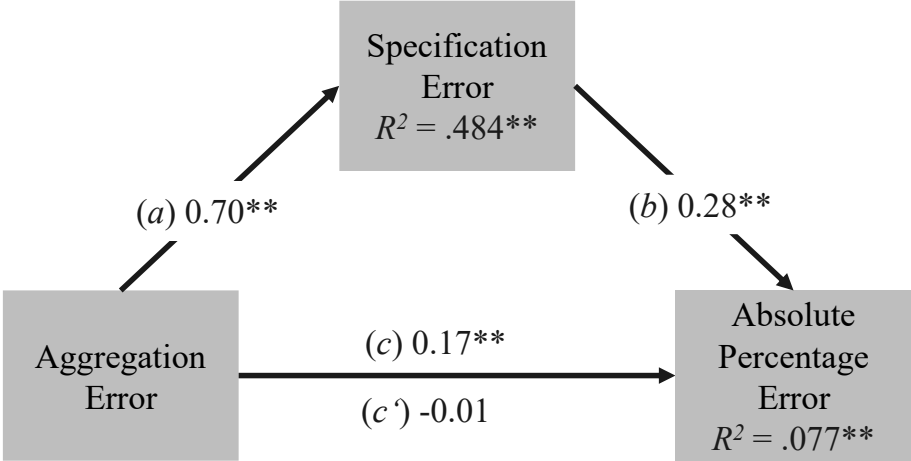 Specification
Error
R² = .484**
(a) 0.70**
(b) 0.28**
Aggregation
Error
(c) 0.17**
(c‘) -0.01
Absolute
Percentage
Error
R² = .077**